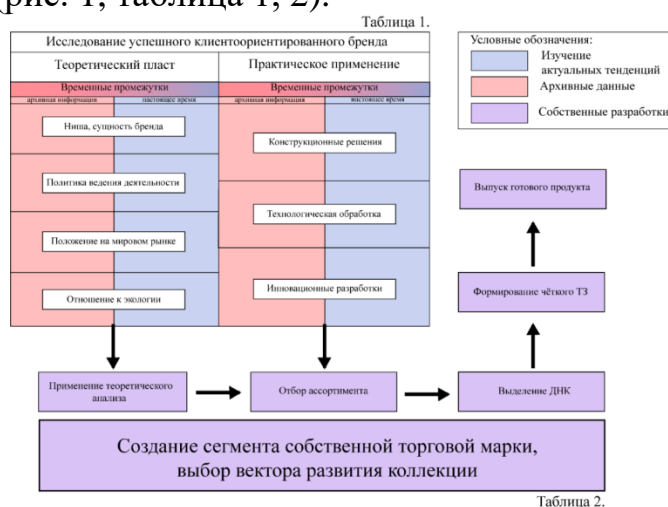 (рис. 1, таблица 1, 2).
Таблица 1.
Исследование успешного клиентоориентированного бренда
Теоретический пласт
Практическое применение
Временные промежутки
Временные промежутки
архивная информация
настоящее время
архивная информация
настоящее время
Ниша, сущность бренда
Политика ведения деятельности
Положение на мировом рынке
Отношение к экологии
Конструкционные решения
Технологическая обработка
Инновационные разработки
Условные обозначения:
Изучение
актуальных тенденций
Архивные данные
Собственные разработки
Выпуск готового продукта
Формирование чёткого ТЗ
Применение теоретического
анализа
Отбор ассортимента
Выделение ДНК
Создание сегмента собственной торговой марки,
выбор вектора развития коллекции
Таблица 2.